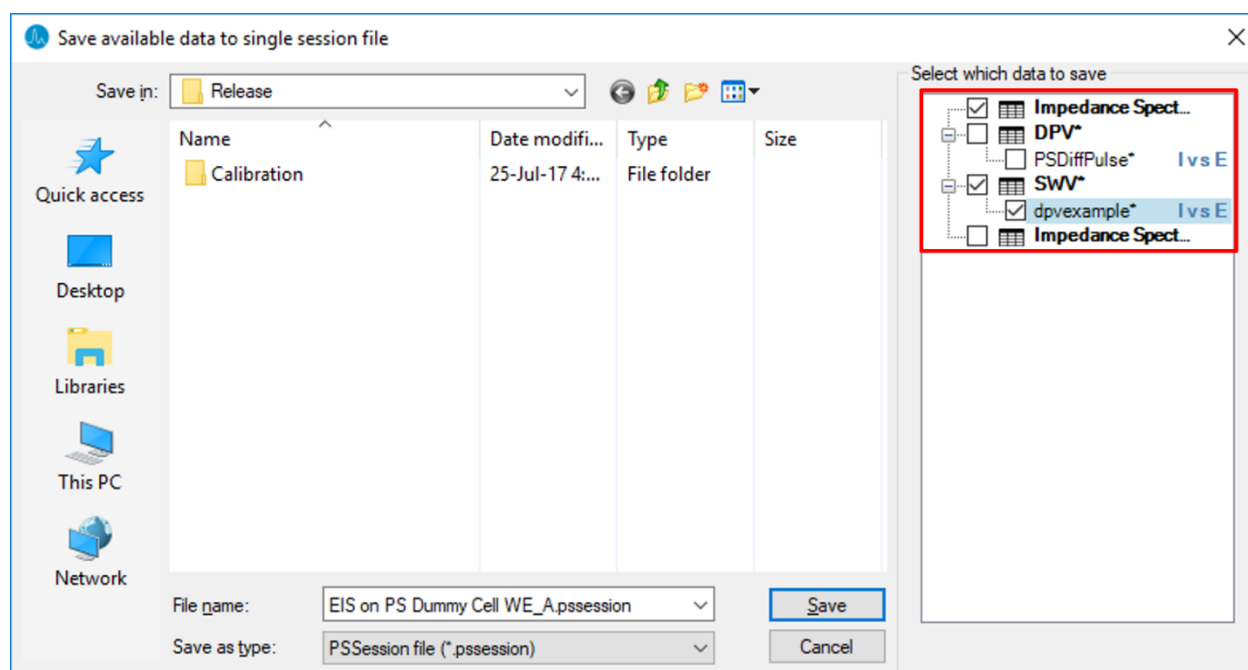 Save available data to single session file
Save in:
Release
Select which data to save
Name
Date modifi...
Type
Size
Calibration
25-Jul-17 4:...
File folder
Quick access
Desktop
Libraries
This PC
Network
Impedance Spect...
DPV*
PSDiffPulse* I vs E
SWV*
dpvexample* I vs E
Impedance Spect...
File name:
EIS on PS Dummy Cell WE_A.pssession
Save
Save as type:
PSSession file (*.pssession)
Cancel